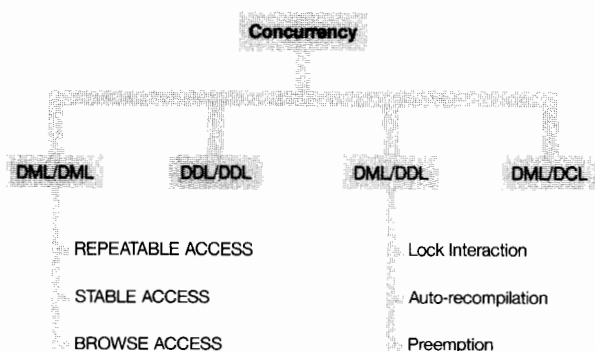 Concurrency
DML/DML DDL/DDL DML/DDL DML/DCL
REPEATABLE ACCESS
STABLE ACCESS
BROWSE ACCESS
Lock Interaction
Auto-recompilation
Preemption